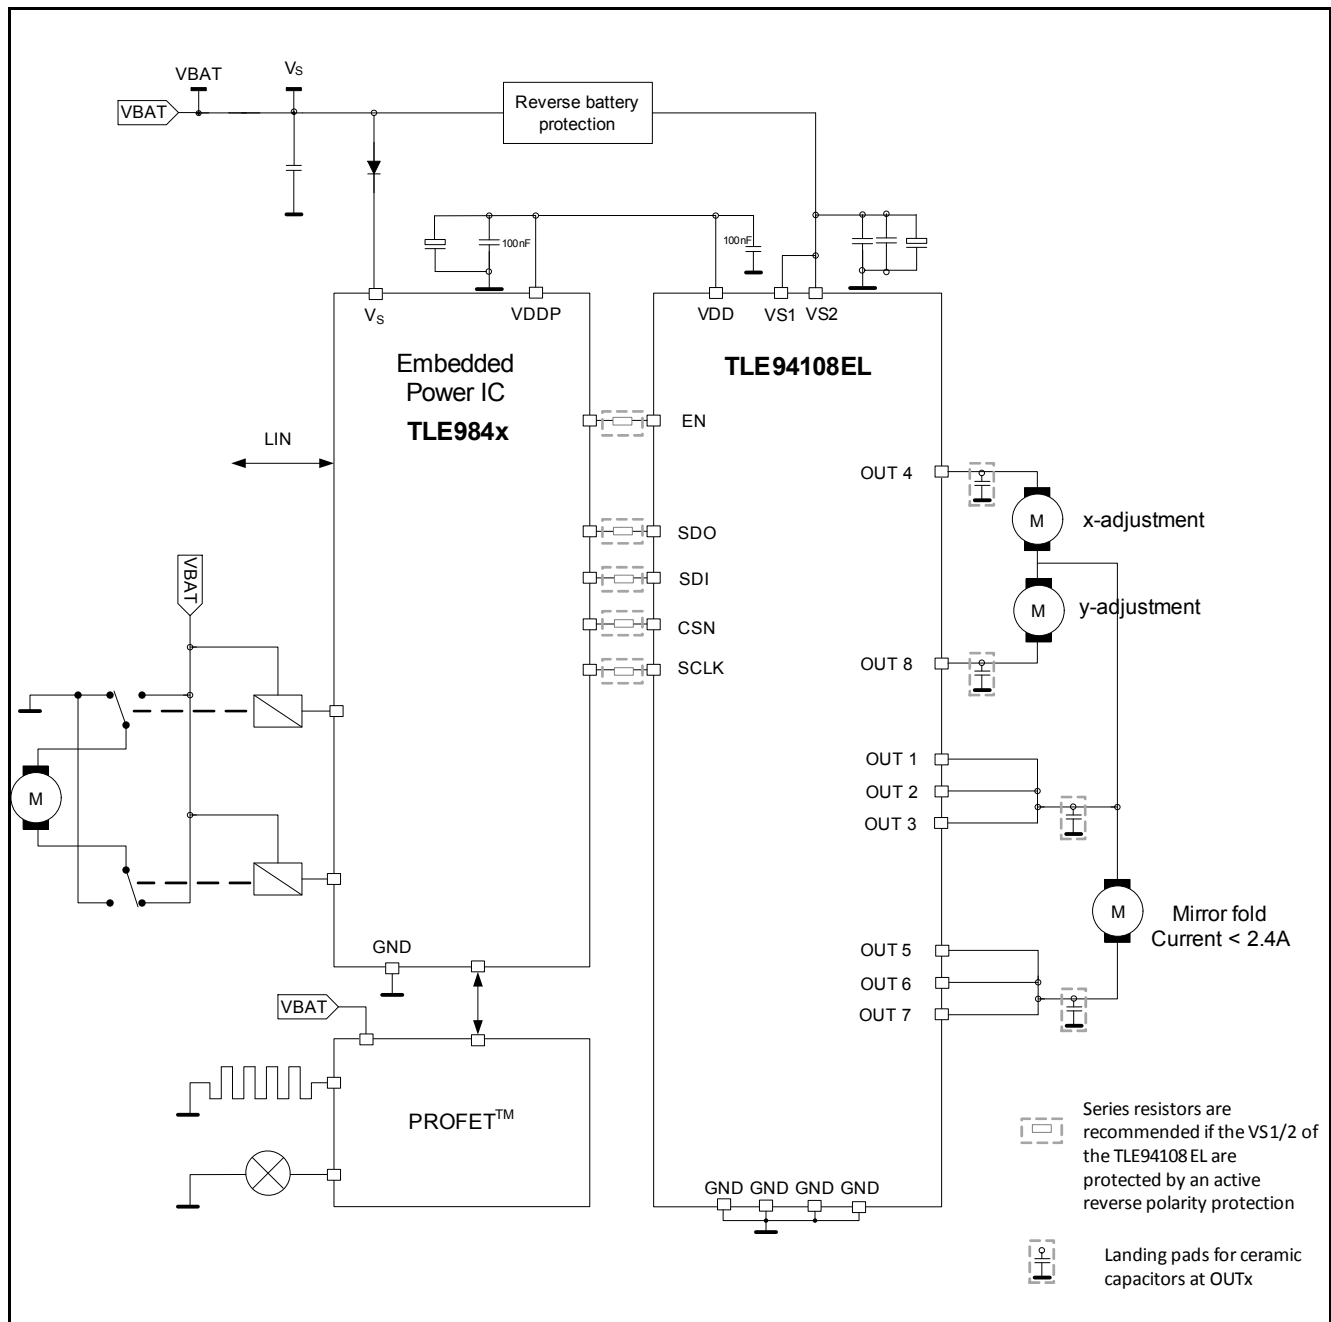 VBAT
VS
VBAT
Reverse battery
protection
100nF
100nF
VS
VDDP
VDD
VS1
VS2
Embedded
Power IC
TLE984x
TLE94108EL
EN
LIN
OUT 4
x-adjustment
M
SDO
SDI
VBAT
M
y-adjustment
CSN
SCLK
OUT 8
OUT 1
OUT 2
OUT 3
M
M
Mirror fold
Current < 2.4A
OUT 5
OUT 6
OUT 7
GND
VBAT
PROFET™
Series resistors are
recommended if the VS1/2 of
the TLE94108EL are
protected by an active
reverse polarity protection
GND
GND
GND
GND
Landing pads for ceramic
capacitors at OUTx